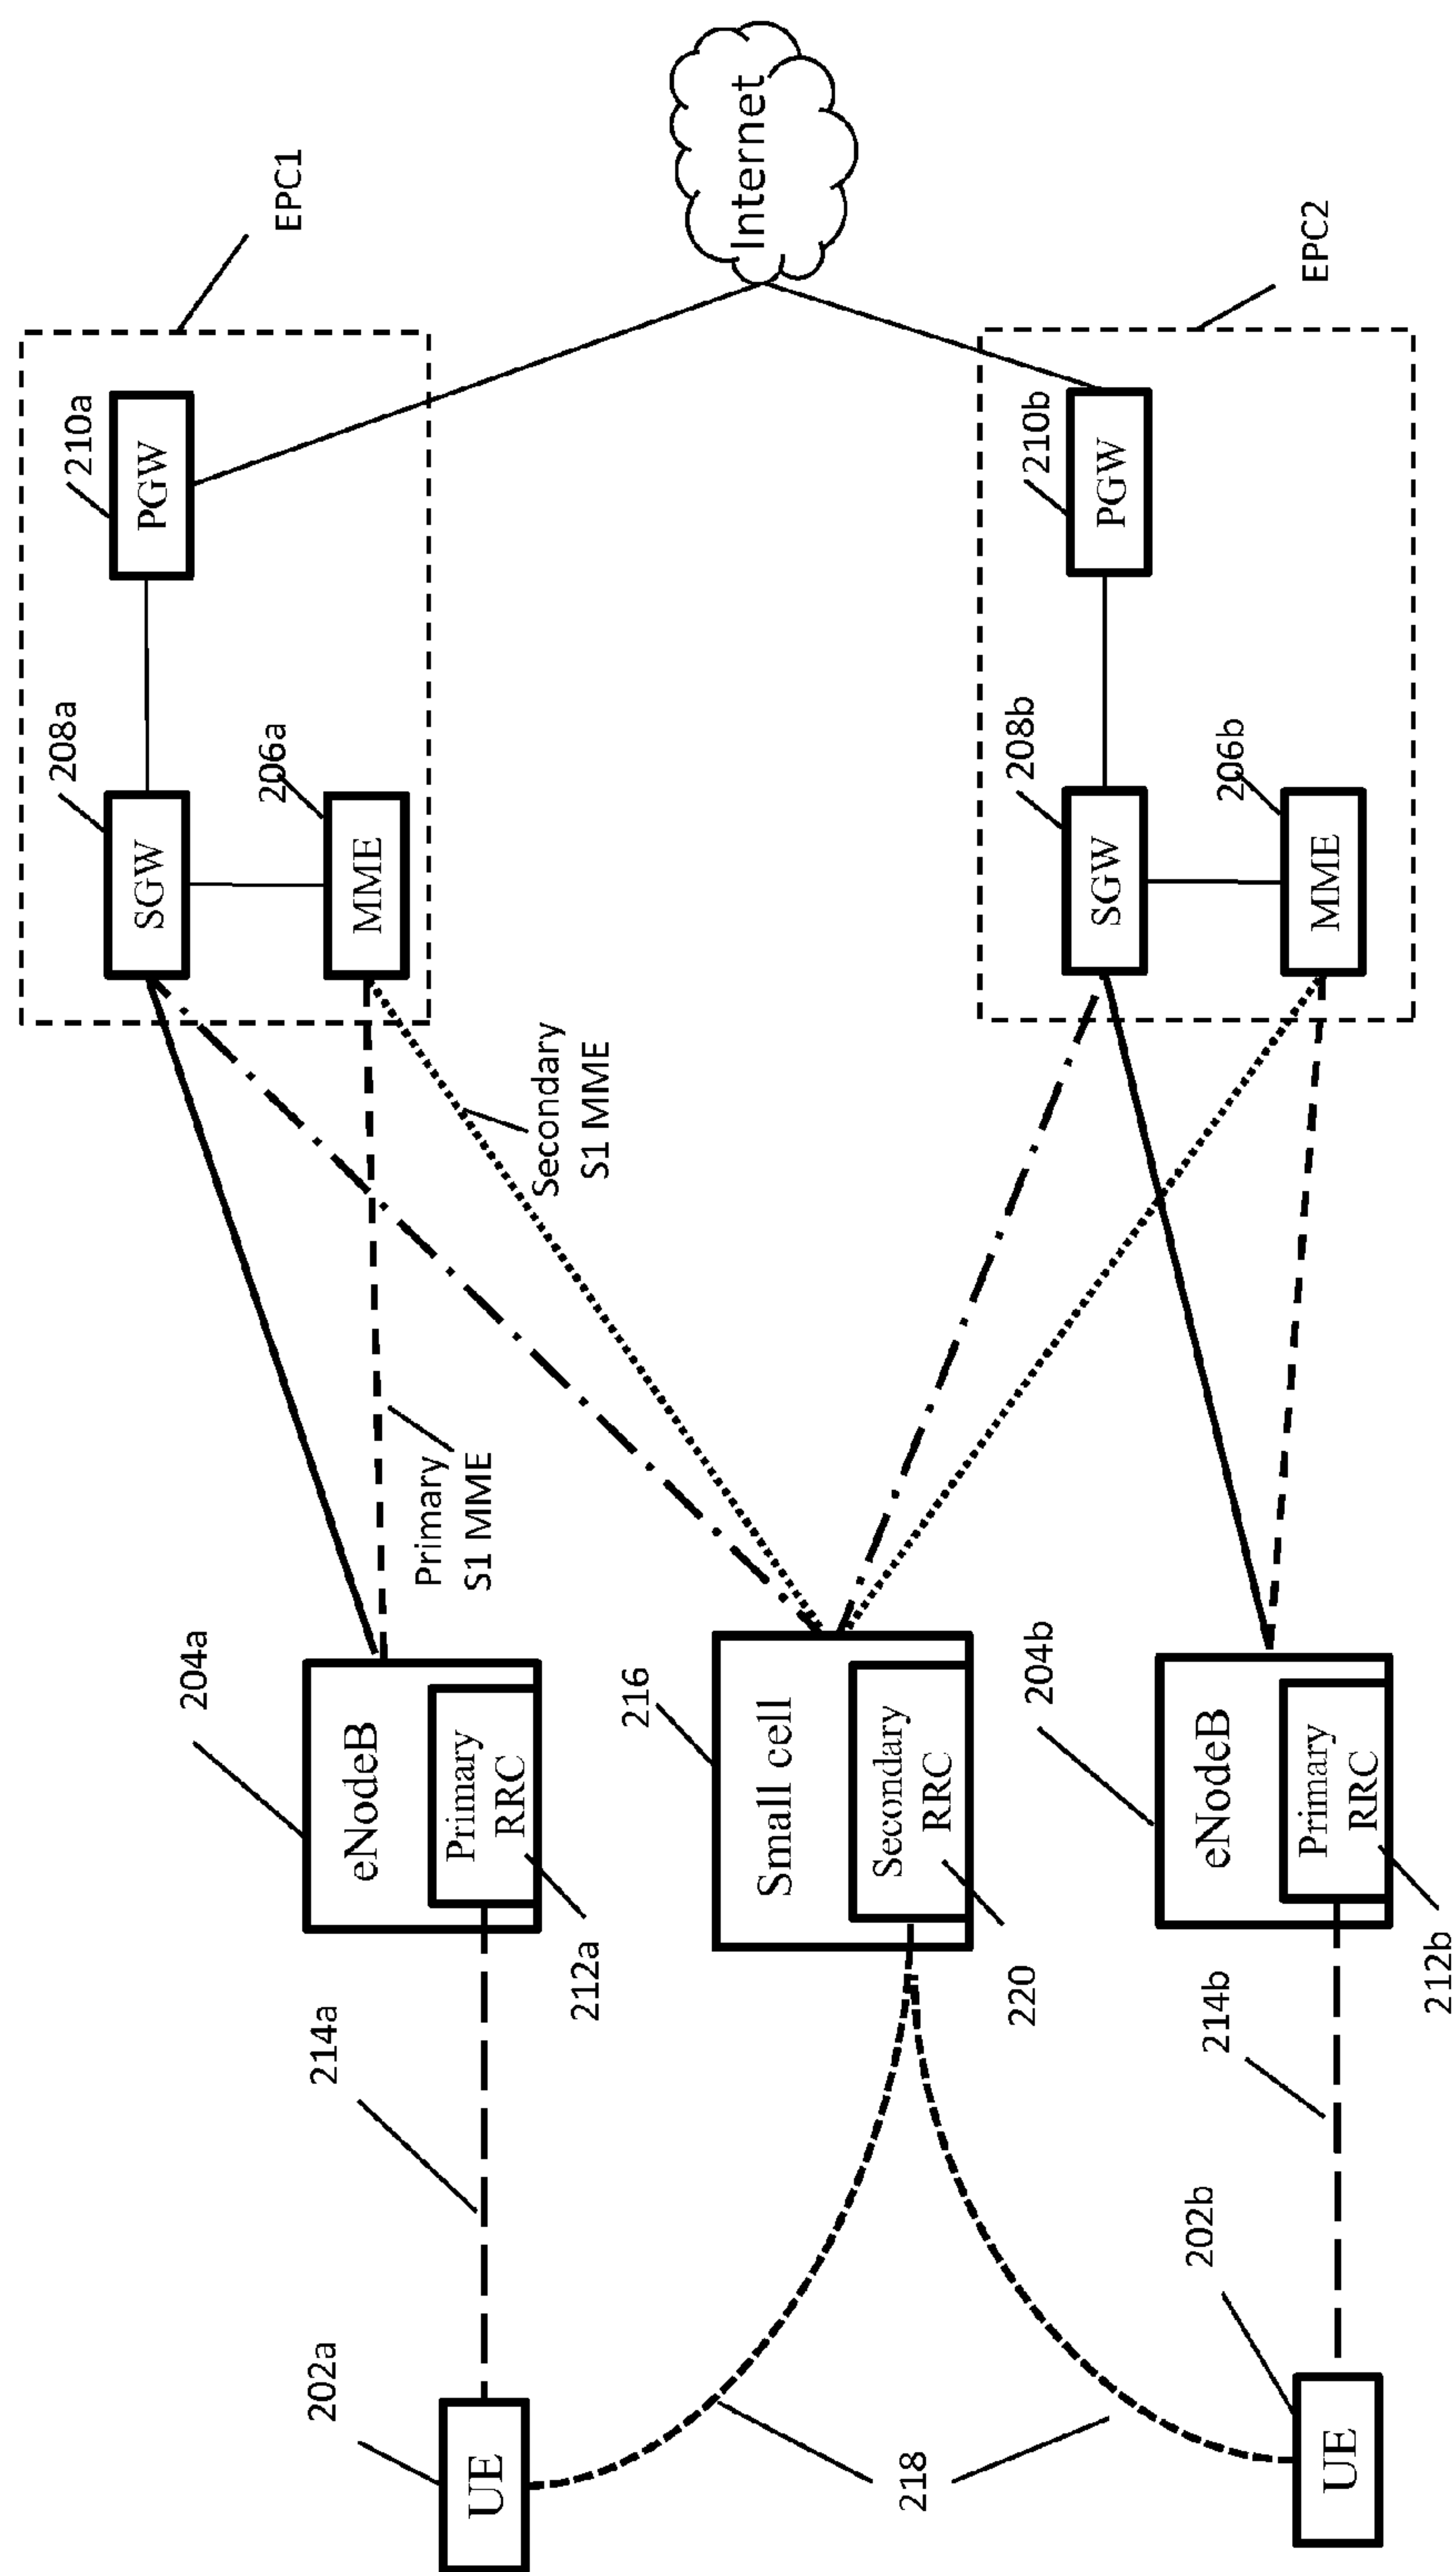 EPC1
210a
PGW
208a
SGW
206a
MME
Internet
EPC2
210b
PGW
208b
SGW
206b
MME
Secondary
S1 MME
Primary
S1 MME
204a
eNodeB
Primary
RRC
212a
214a
202a
UE
216
Small cell
Secondary
RRC
220
218
204b
eNodeB
Primary
RRC
212b
214b
202b
UE